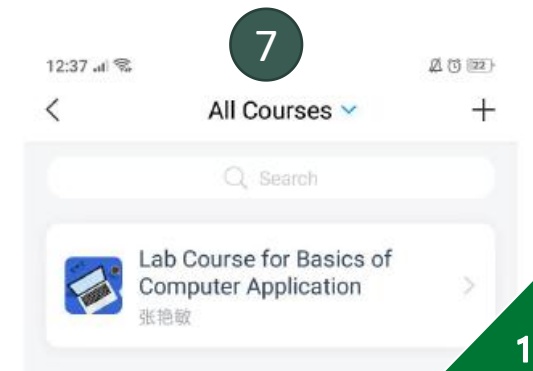 7
12:37
22
All Courses
Search
Lab Course for Basics of
Computer Application
张艳敏
1